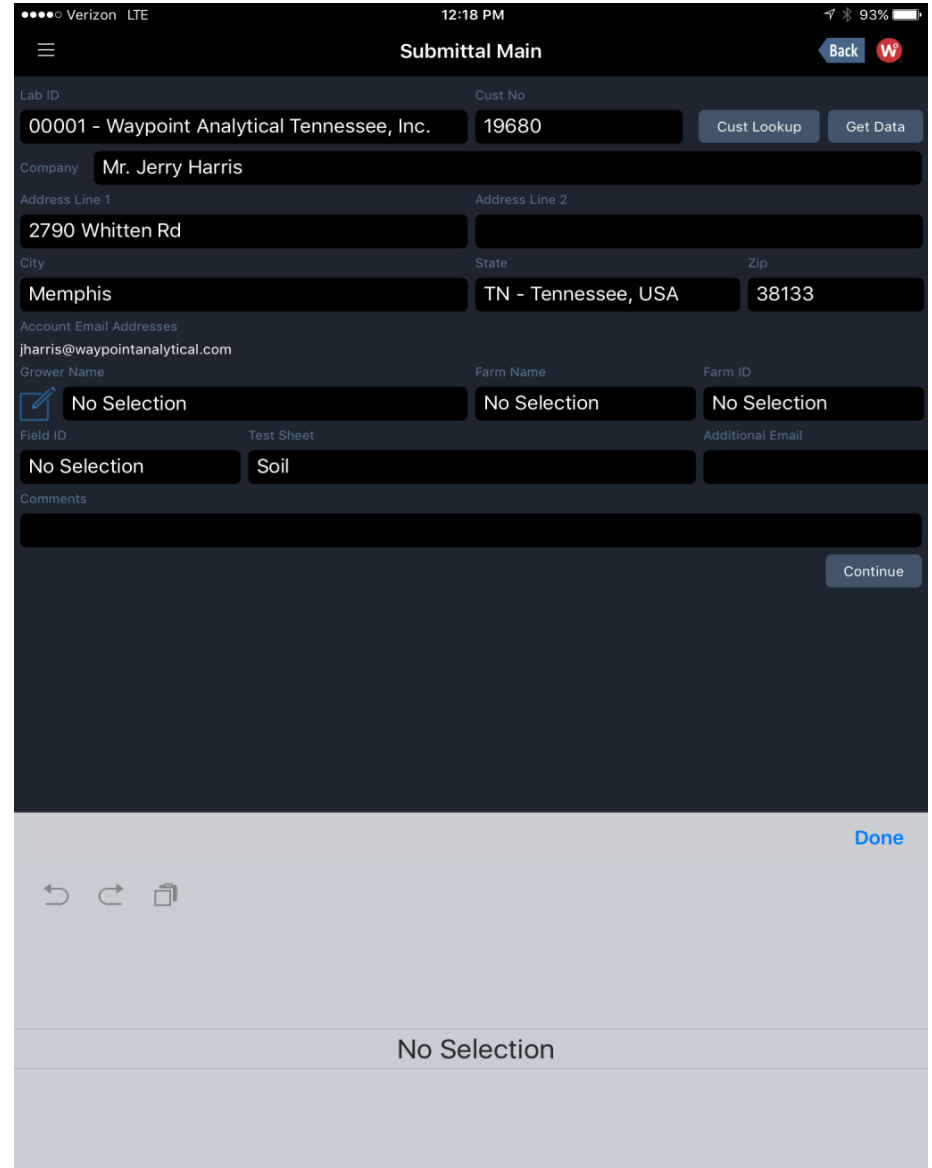 Verizon LTE 12:18 PM 93%
Submittal Main Back W
Lab ID Cust No
00001 - Waypoint Analytical Tennessee, Inc. 19680 Cust Lookup Get Data
Company Mr. Jerry Harris
Address Line 1 Address Line 2
2790 Whitten Rd
City State Zip
Memphis TN - Tennessee, USA 38133
Account Email Addresses
jharris@waypointanalytical.com
Grower Name Farm Name Farm ID
No Selection No Selection No Selection
Field ID Test Sheet Additional Email
No Selection Soil
Comments
Continue
Done
No Selection